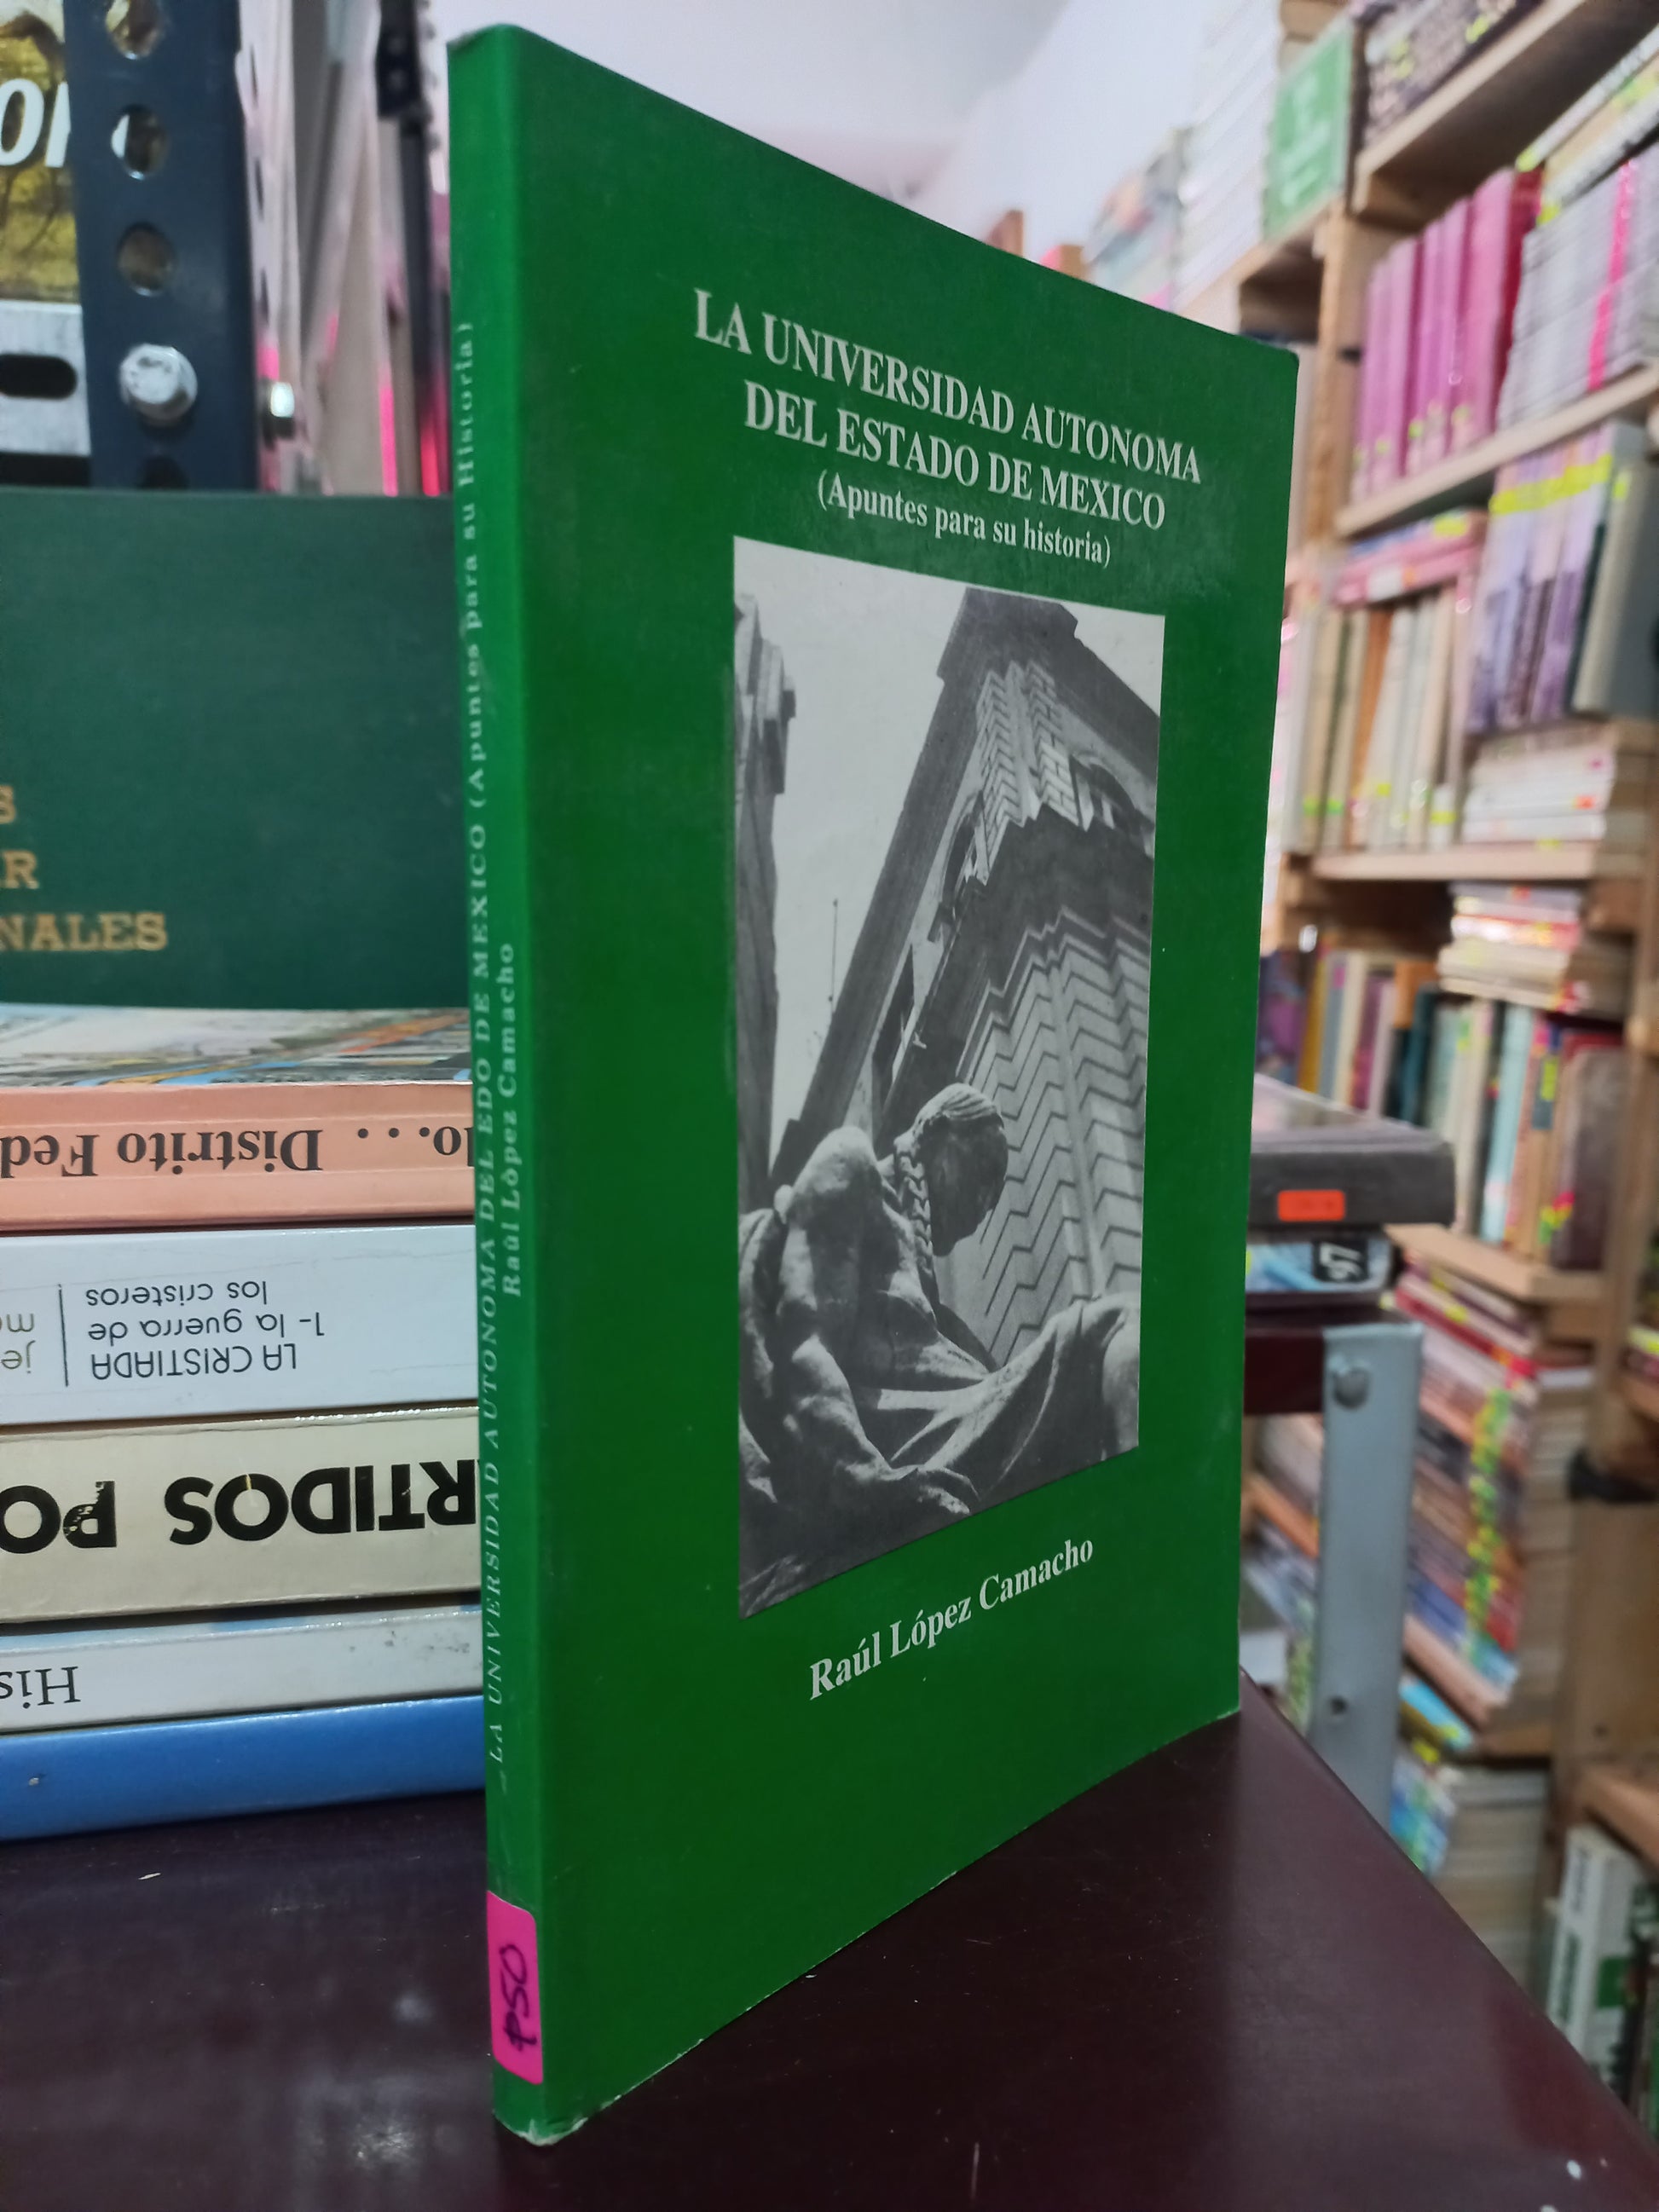 LA UNIVERSIDAD AUTONOMA
DEL ESTADO DE MEXICO
(Apuntes para su historia)
Raúl López Camacho
LA UNIVERSIDAD AUTONOMA DEL EDO DE MEXICO (Apuntes para su Historia)
Raúl López Camacho
$50
NALES
Distrito Fed
LA CRISTIADA
1- la guerra de
los cristeros
je
RTIDOS PO
His
97